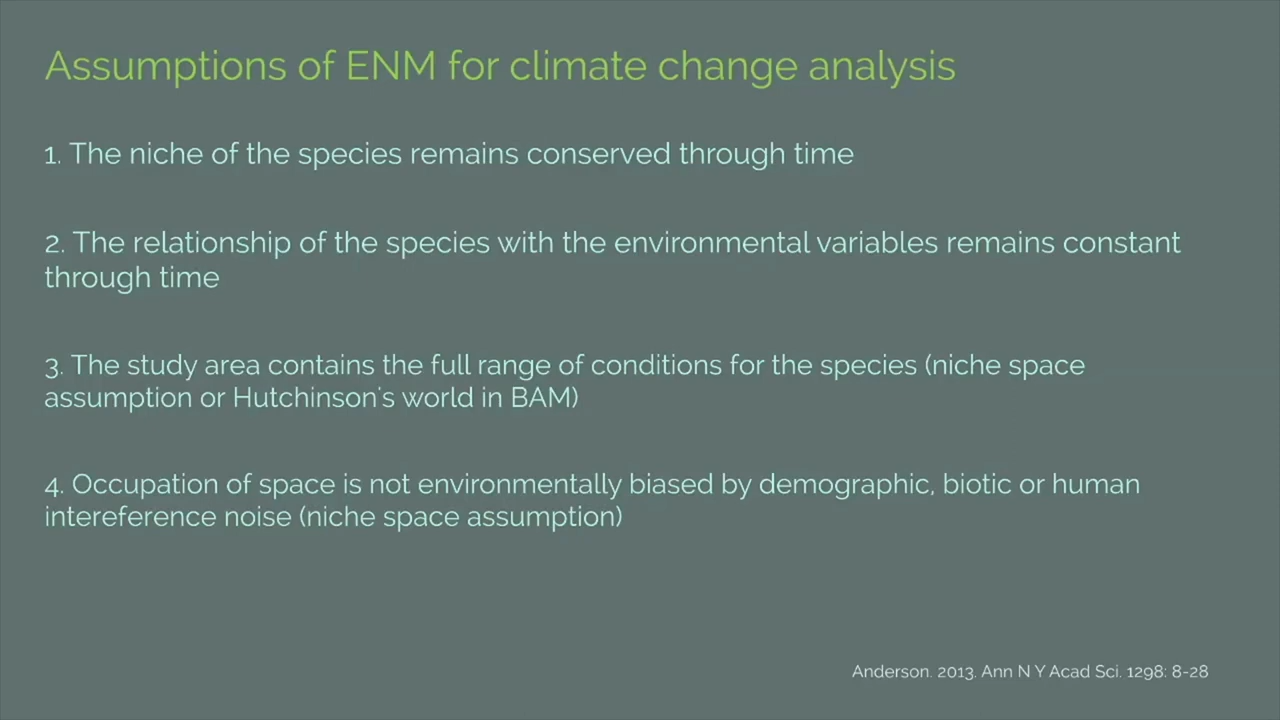 Assumptions of ENM for climate change analysis
1. The niche of the species remains conserved through time
2. The relationship of the species with the environmental variables remains constant
through time
3. The study area contains the full range of conditions for the species (niche space
assumption or Hutchinson's world in BAM)
4. Occupation of space is not environmentally biased by demographic, biotic or human
intereference noise (niche space assumption)
Anderson. 2013. Ann N Y Acad Sci. 1298: 8-28